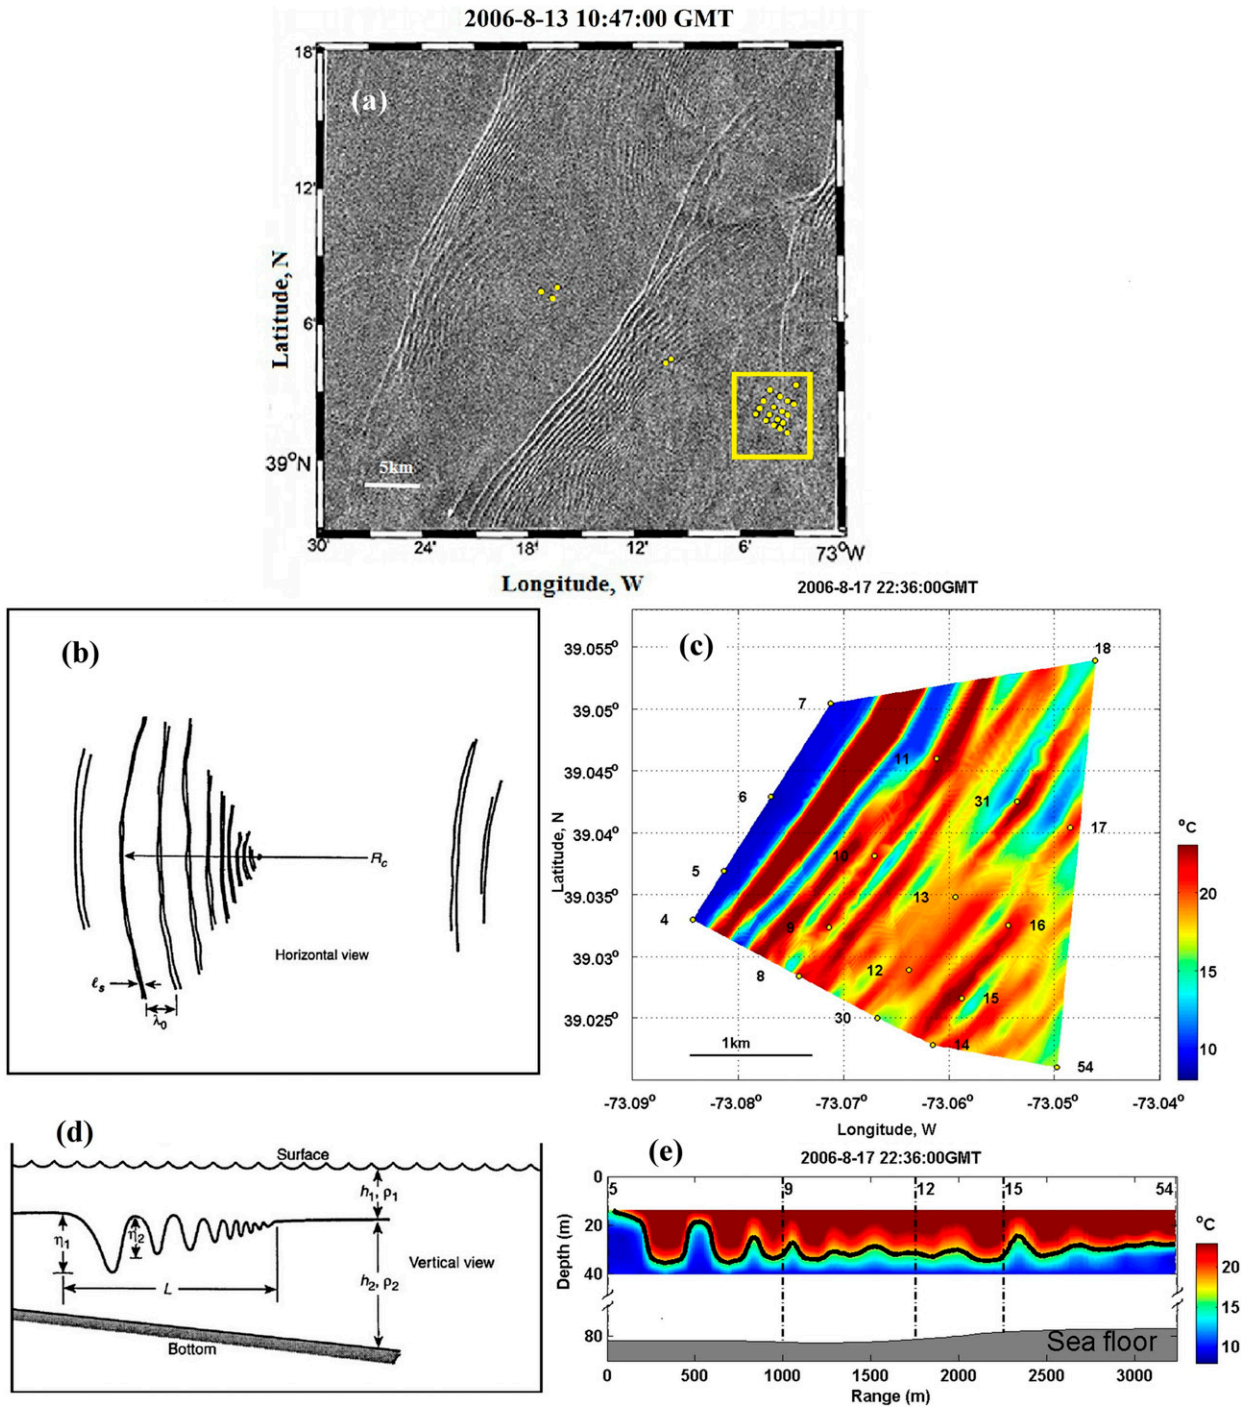 2006-8-13 10:47:00 GMT
(a)
18'
12'
6'
39°N
Latitude, N
5km
30'
24'
18'
12'
6'
73°W
Longitude, W
(b)
R_c
Horizontal view
ℓ_s
λ_0
2006-8-17 22:36:00GMT
(c)
39.055°
39.05°
39.045°
39.04°
39.035°
39.03°
39.025°
Latitude, N
18
7
11
6
31
17
10
5
13
4
9
16
12
8
15
30
14
54
1km
-73.09°
-73.08°
-73.07°
-73.06°
-73.05°
-73.04°
Longitude, W
°C
20
15
10
(d)
Surface
h₁, ρ₁
η₁
η₂
L
h₂, ρ₂
Vertical view
Bottom
(e)
2006-8-17 22:36:00GMT
5
9
12
15
54
0
20
40
80
Depth (m)
Sea floor
0
500
1000
1500
2000
2500
3000
Range (m)
°C
20
15
10